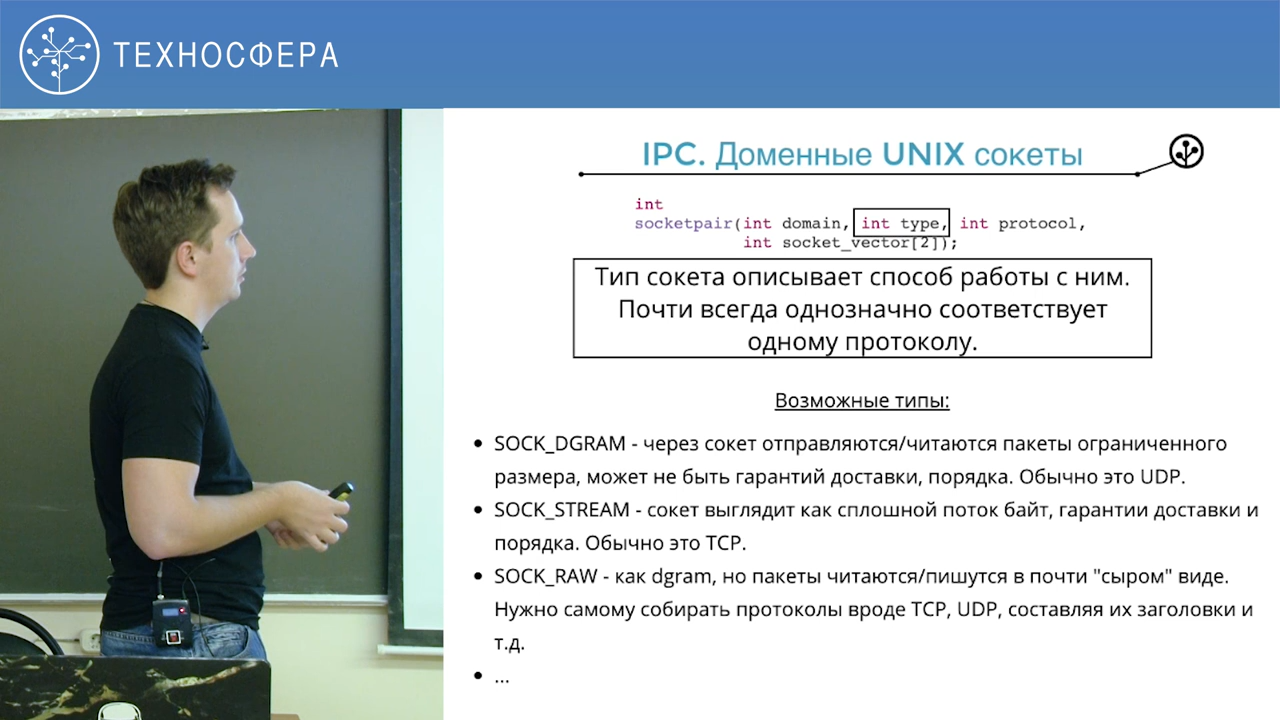 ТЕХНОСФЕРА
IPC. Доменные UNIX сокеты
int
socketpair(int domain, int type, int protocol,
int socket_vector[2]);
Тип сокета описывает способ работы с ним.
Почти всегда однозначно соответствует
одному протоколу.
Возможные типы:
• SOCK_DGRAM - через сокет отправляются/читаются пакеты ограниченного
размера, может не быть гарантий доставки, порядка. Обычно это UDP.
• SOCK_STREAM - сокет выглядит как сплошной поток байт, гарантии доставки и
порядка. Обычно это TCP.
• SOCK_RAW - как dgram, но пакеты читаются/пишутся в почти "сыром" виде.
Нужно самому собирать протоколы вроде TCP, UDP, составляя их заголовки и
т.д.
• ...